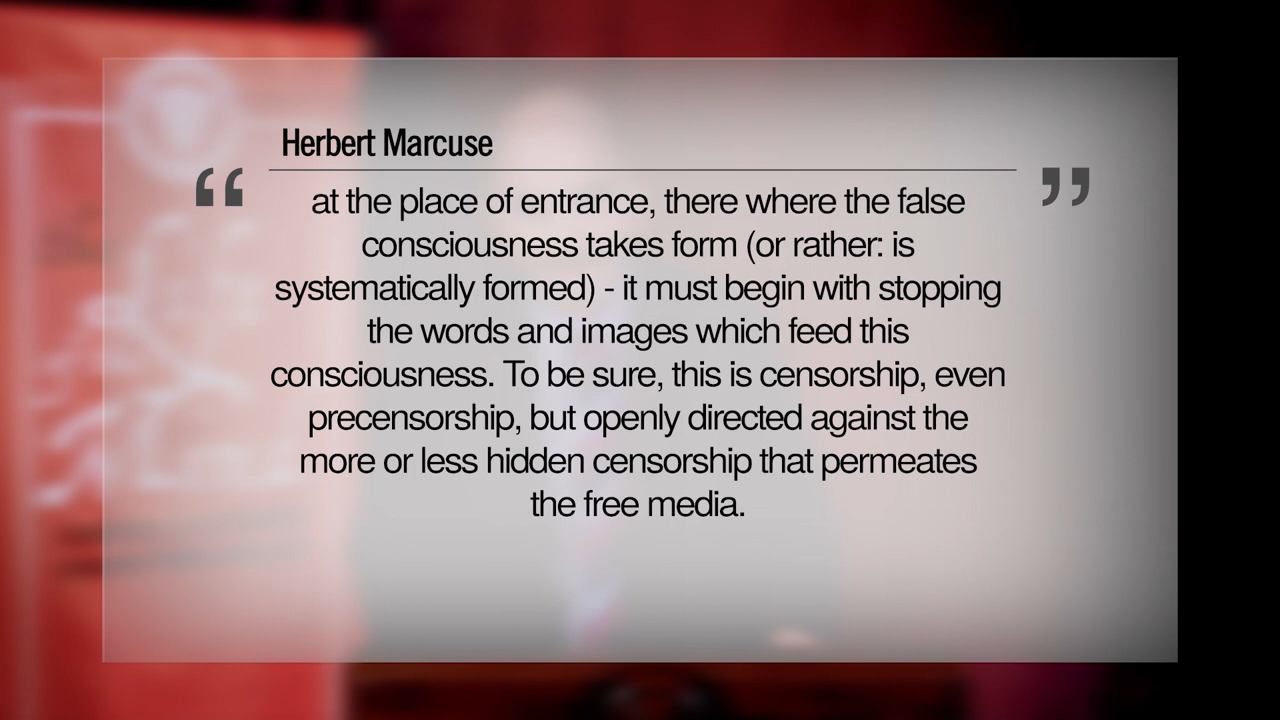 Herbert Marcuse
“ at the place of entrance, there where the false ”
consciousness takes form (or rather: is
systematically formed) - it must begin with stopping
the words and images which feed this
consciousness. To be sure, this is censorship, even
precensorship, but openly directed against the
more or less hidden censorship that permeates
the free media.